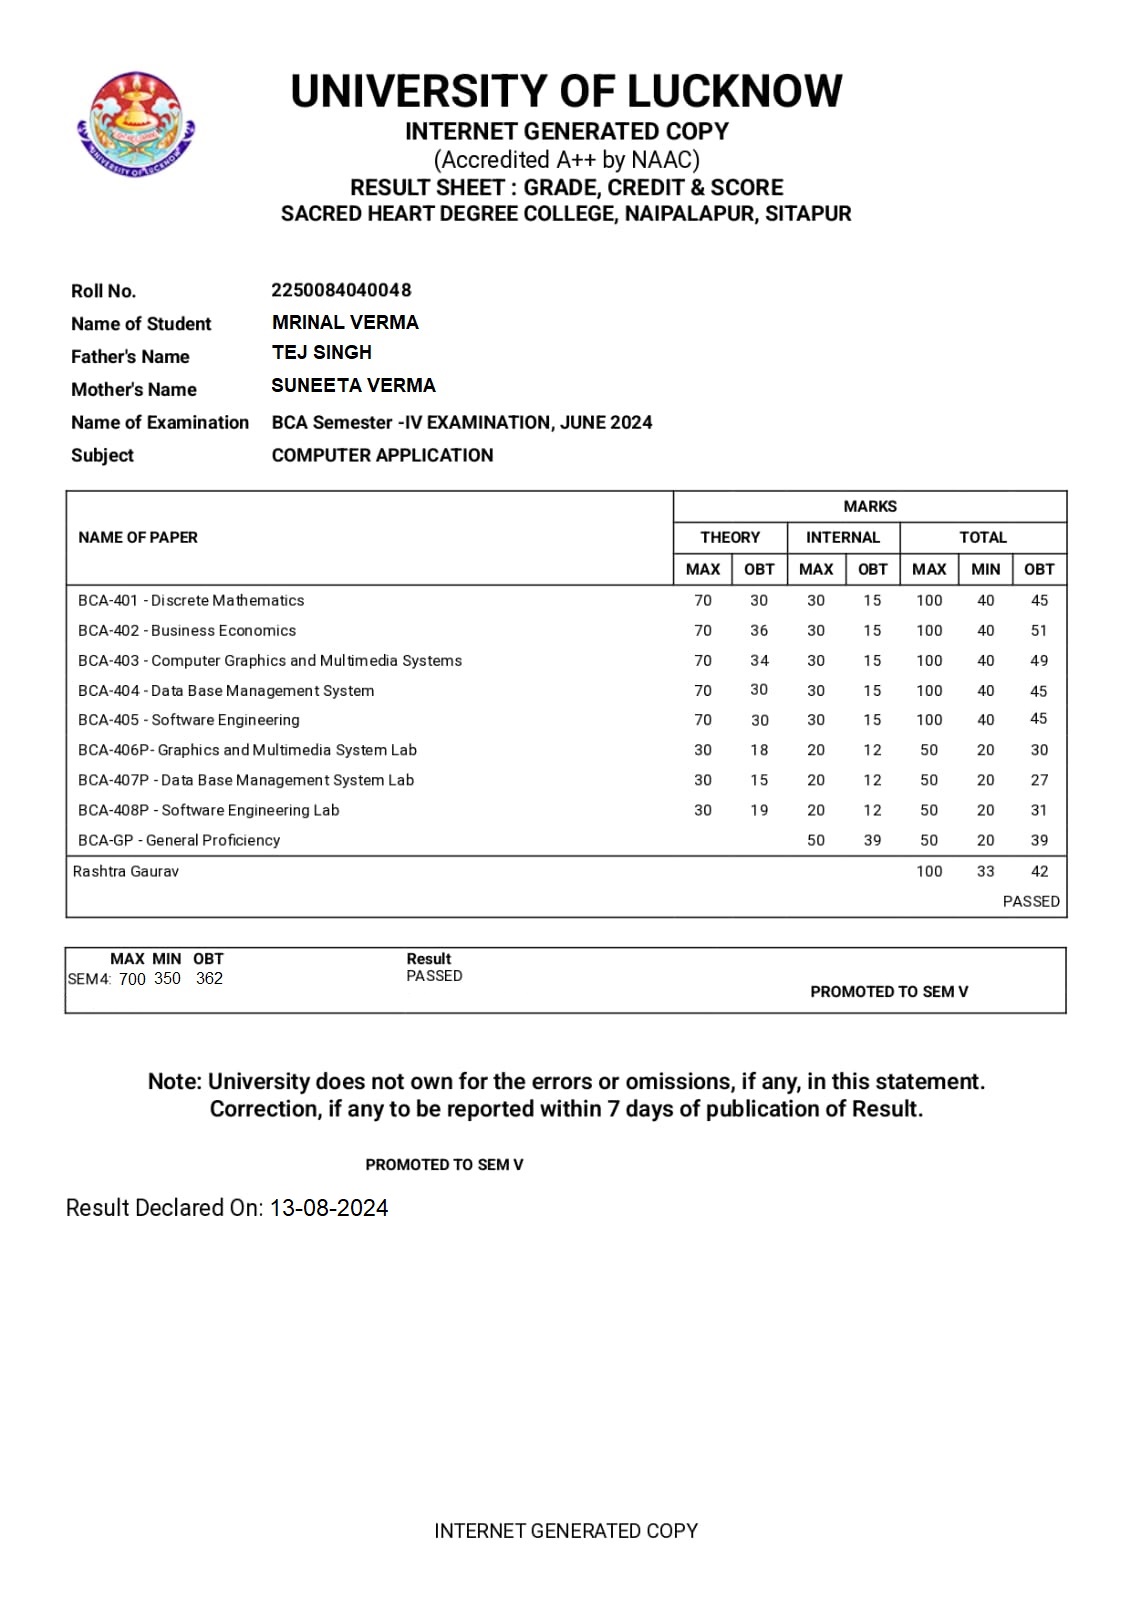 UNIVERSITY OF LUCKNOW
INTERNET GENERATED COPY
(Accredited A++ by NAAC)
RESULT SHEET : GRADE, CREDIT & SCORE
SACRED HEART DEGREE COLLEGE, NAIPALAPUR, SITAPUR
UNIVERSITY OF LUCKNOW
Roll No. 2250084040048
Name of Student MRINAL VERMA
Father's Name TEJ SINGH
Mother's Name SUNEETA VERMA
Name of Examination BCA Semester -IV EXAMINATION, JUNE 2024
Subject COMPUTER APPLICATION
MARKS
NAME OF PAPER THEORY INTERNAL TOTAL
MAX OBT MAX OBT MAX MIN OBT
BCA-401 - Discrete Mathematics 70 30 30 15 100 40 45
BCA-402 - Business Economics 70 36 30 15 100 40 51
BCA-403 - Computer Graphics and Multimedia Systems 70 34 30 15 100 40 49
BCA-404 - Data Base Management System 70 30 30 15 100 40 45
BCA-405 - Software Engineering 70 30 30 15 100 40 45
BCA-406P- Graphics and Multimedia System Lab 30 18 20 12 50 20 30
BCA-407P - Data Base Management System Lab 30 15 20 12 50 20 27
BCA-408P - Software Engineering Lab 30 19 20 12 50 20 31
BCA-GP - General Proficiency 50 39 50 20 39
Rashtra Gaurav 100 33 42
PASSED
MAX MIN OBT Result
SEM4: 700 350 362 PASSED
PROMOTED TO SEM V
Note: University does not own for the errors or omissions, if any, in this statement.
Correction, if any to be reported within 7 days of publication of Result.
PROMOTED TO SEM V
Result Declared On: 13-08-2024
INTERNET GENERATED COPY